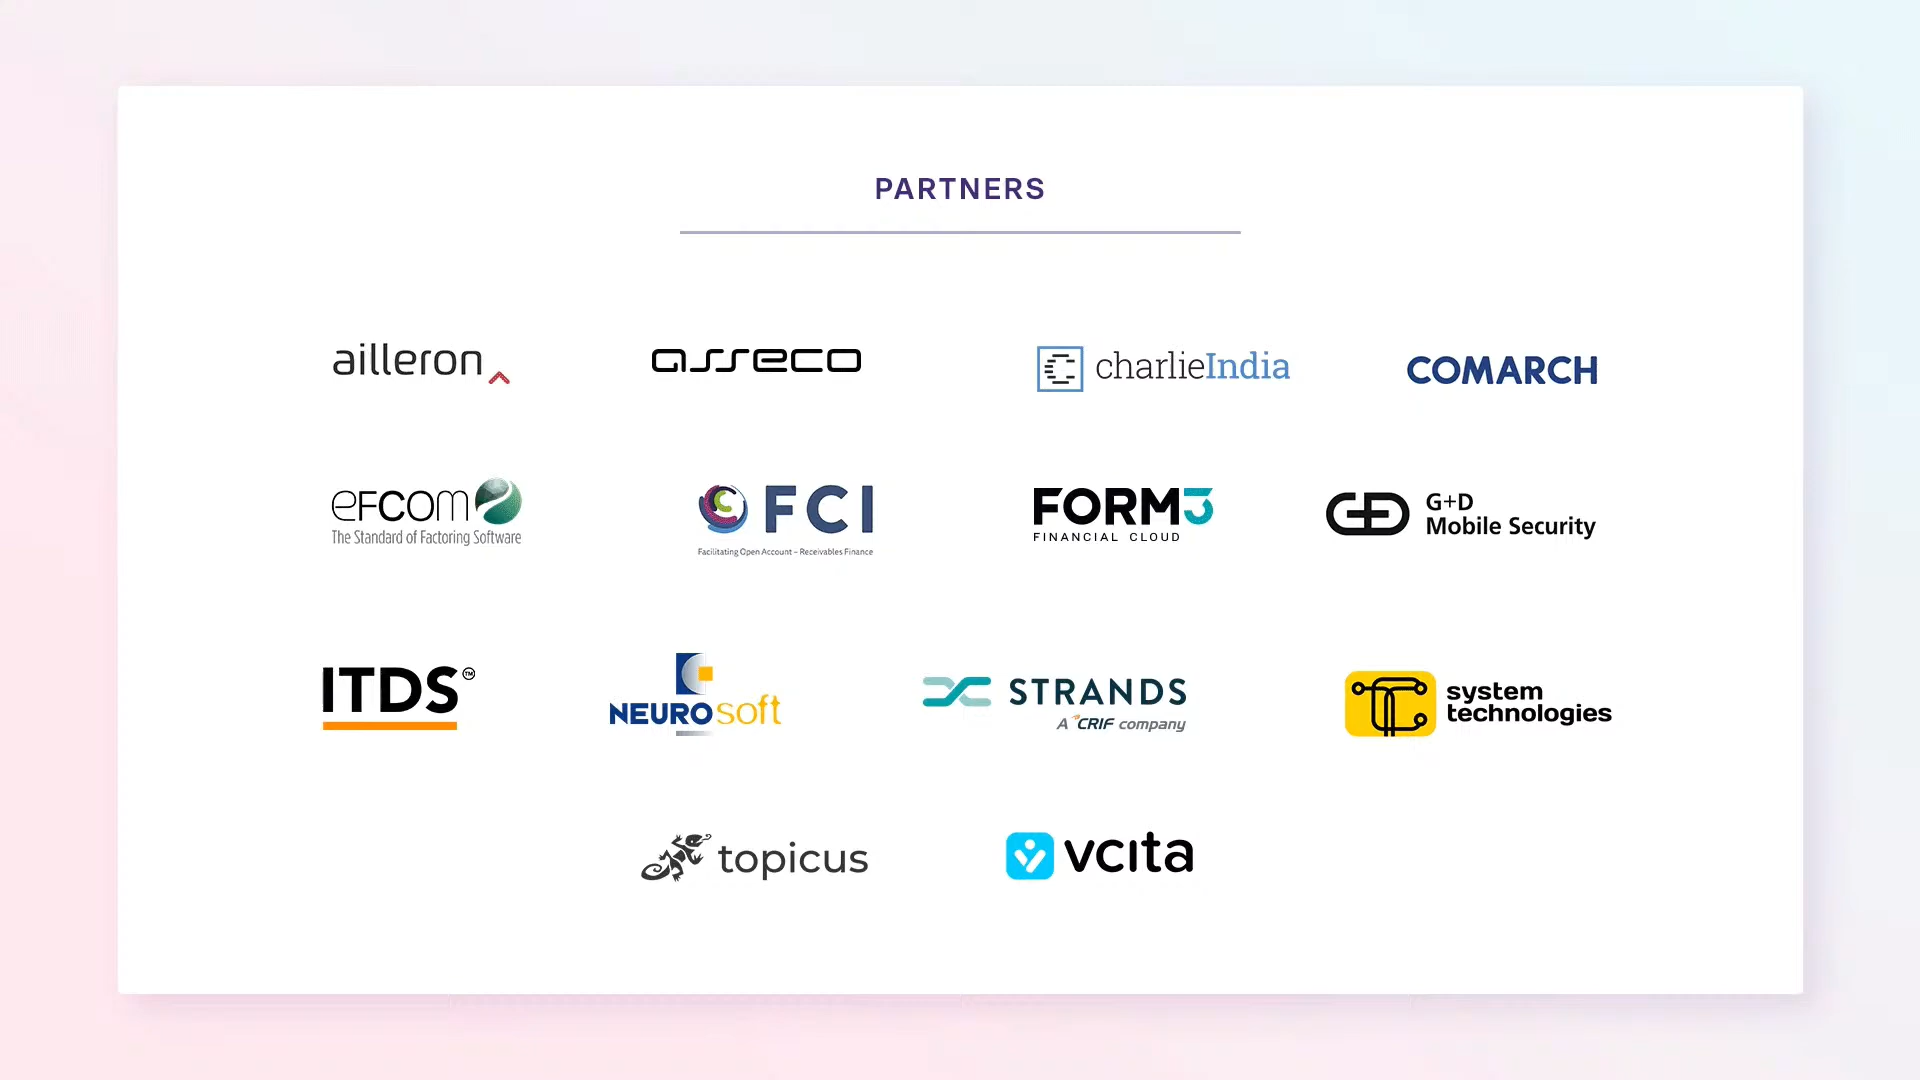 PARTNERS
ailleron
asseco
charlieIndia
COMARCH
efcom
The Standard of Factoring Software
FCI
Facilitating Open Account – Receivables Finance
FORM3
FINANCIAL CLOUD
G+D
Mobile Security
ITDS™
NEUROsoft
STRANDS
A CRIF company
system
technologies
topicus
vcita